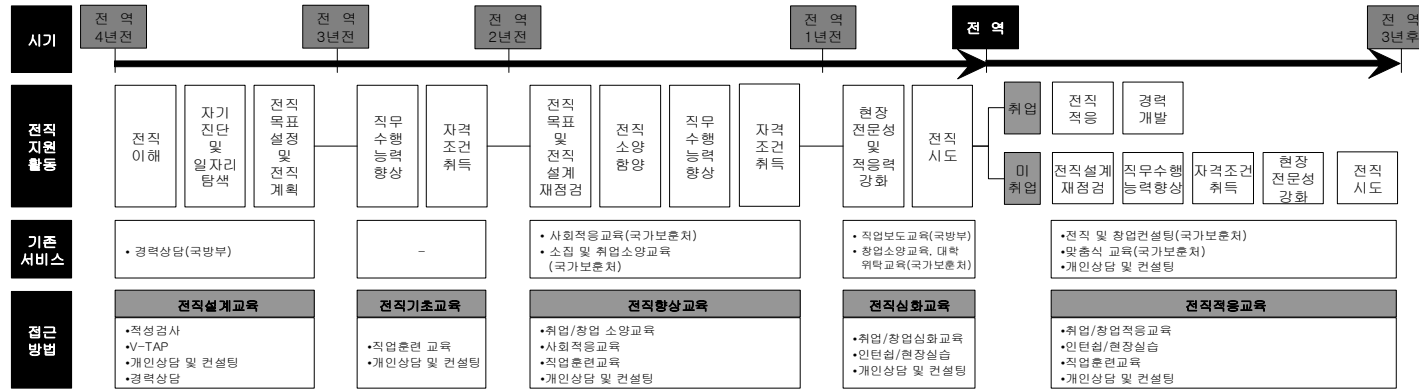 시기
전 역
4년전
전 역
3년전
전 역
2년전
전 역
1년전
전 역
전 역
3년후
전직
지원
활동
전직
이해
자기
진단
및
일자리
탐색
전직
목표
설정
및
전직
계획
직무
수행
능력
향상
자격
조건
취득
전직
목표
및
전직
설계
재점검
전직
소양
함양
직무
수행
능력
향상
자격
조건
취득
현장
전문성
및
적응력
강화
전직
시도
취업
전직
적응
경력
개발
미
취업
전직설계
재점검
직무수행
능력향상
자격조건
취득
현장
전문성
강화
전직
시도
기존
서비스
• 경력상담(국방부)
-
• 사회적응교육(국가보훈처)
• 소집 및 취업소양교육
(국가보훈처)
• 직업보도교육(국방부)
• 창업소양교육, 대학
위탁교육(국가보훈처)
•전직 및 창업컨설팅(국가보훈처)
•맞춤식 교육(국가보훈처)
•개인상담 및 컨설팅
접근
방법
전직설계교육
•적성검사
•V-TAP
•개인상담 및 컨설팅
•경력상담
전직기초교육
•직업훈련 교육
•개인상담 및 컨설팅
전직향상교육
•취업/창업 소양교육
•사회적응교육
•직업훈련교육
•개인상담 및 컨설팅
전직심화교육
•취업/창업심화교육
•인턴쉽/현장실습
•개인상담 및 컨설팅
전직적응교육
•취업/창업적응교육
•인턴쉽/현장실습
•직업훈련교육
•개인상담 및 컨설팅